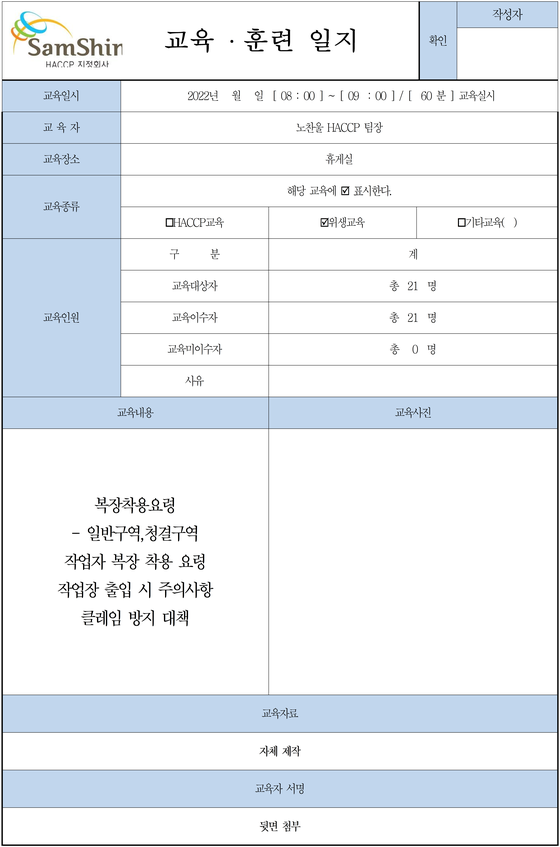 SamShin
HACCP 지정회사
교육 · 훈련 일지
확인
작성자
교육일시
2022년 월 일 [ 08 : 00 ] ~ [ 09 : 00 ] / [ 60 분 ] 교육실시
교 육 자
노찬울 HACCP 팀장
교육장소
휴게실
교육종류
해당 교육에 ☑ 표시한다.
☐HACCP교육
☑위생교육
☐기타교육( )
교육인원
구 분
계
교육대상자
총 21 명
교육이수자
총 21 명
교육미이수자
총 0 명
사유
교육내용
교육사진
복장착용요령
- 일반구역,청결구역
작업자 복장 착용 요령
작업장 출입 시 주의사항
클레임 방지 대책
교육자료
자체 제작
교육자 서명
뒷면 첨부